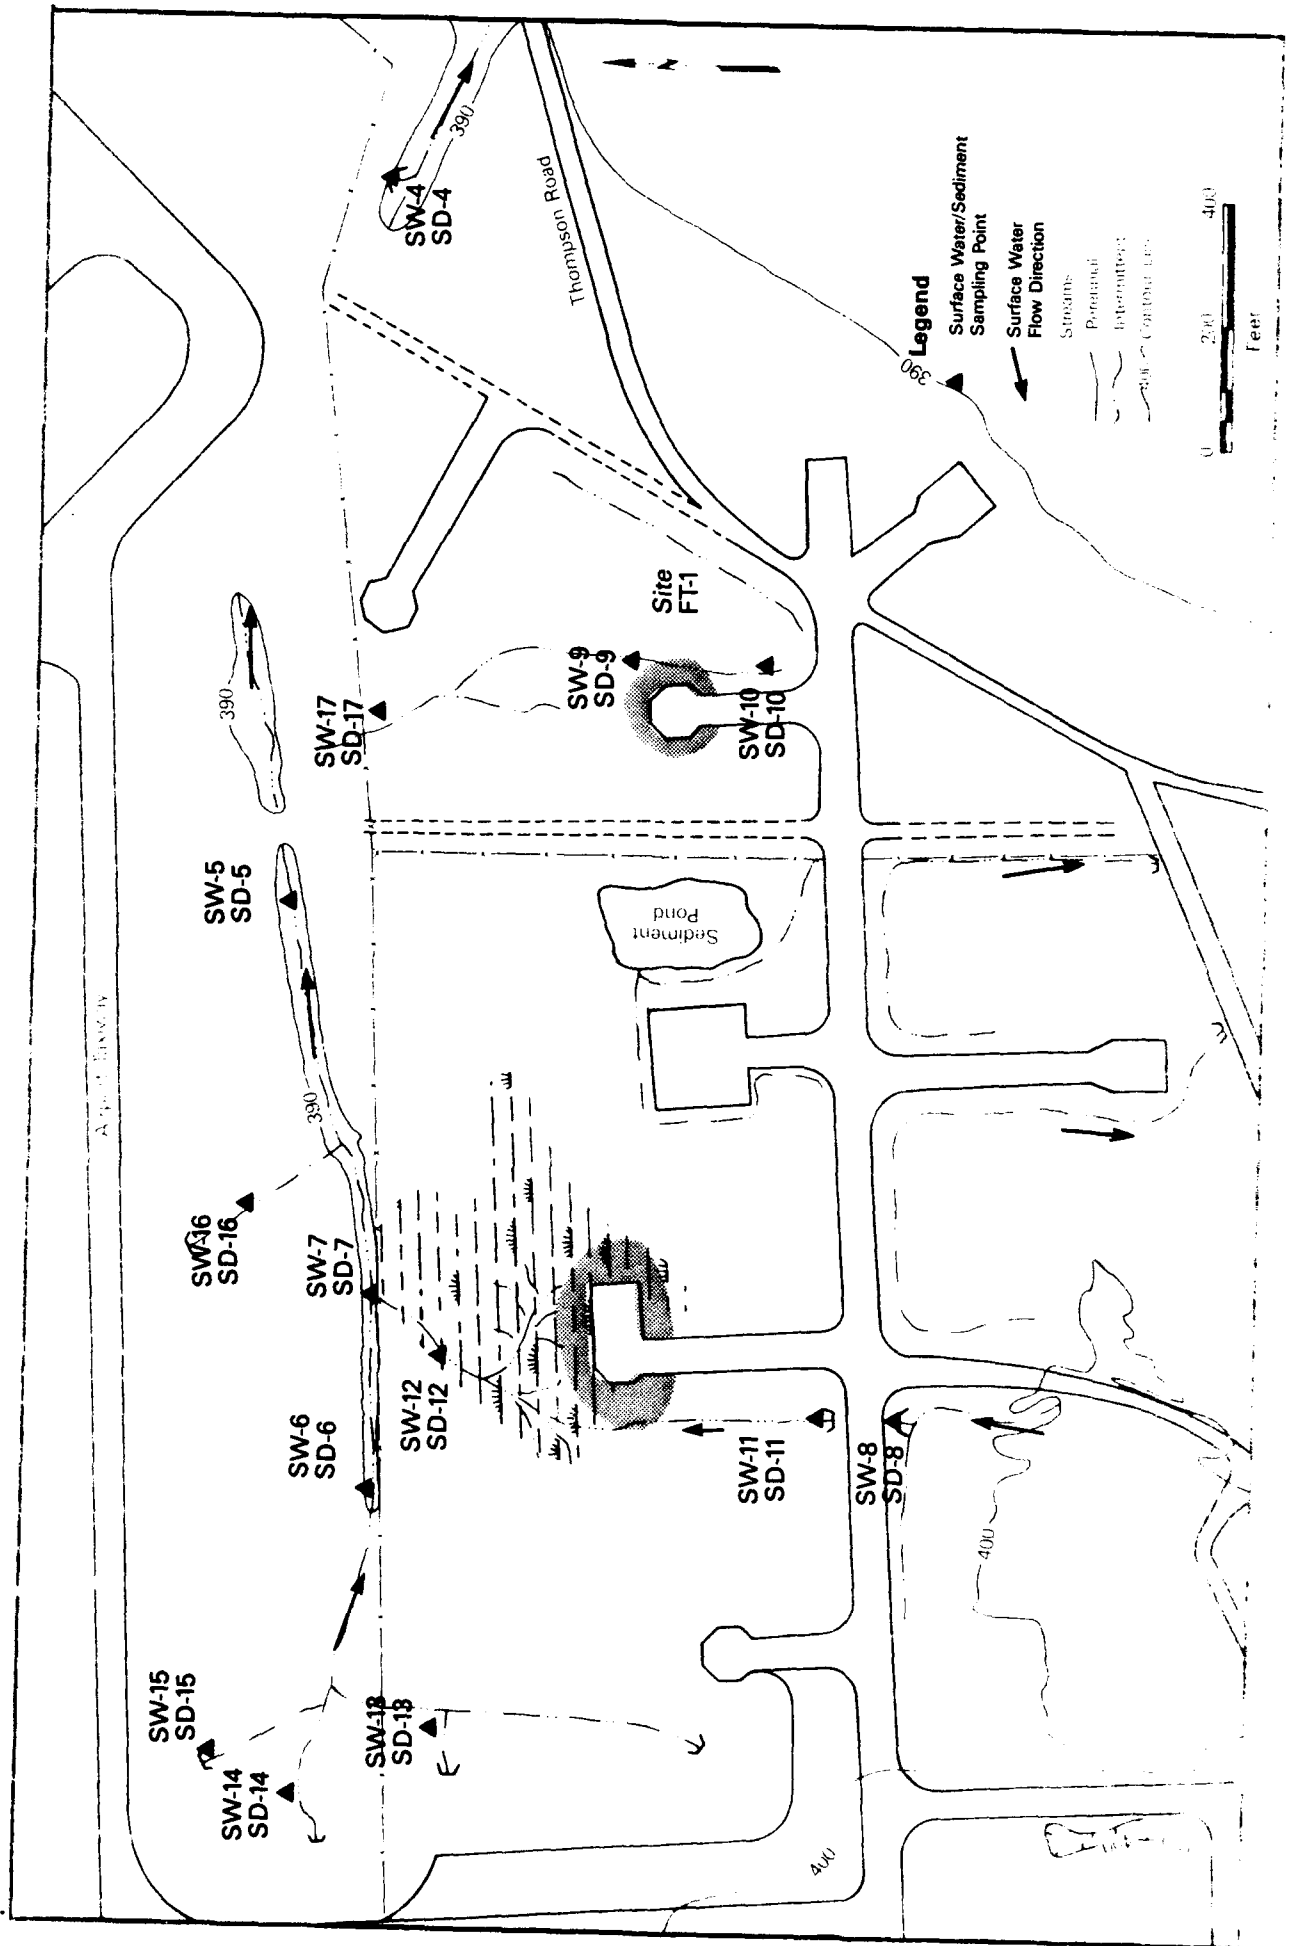 SW-15
SD-15
SW-14
SD-14
SD-13
SW-6
SD-6
SW-12
SD-12
SW-7
SD-7
SW-16
SD-16
390
SW-5
SD-5
390
SW-17
SD-17
SW-4
SD-4
390
Thompson Road
SW-9
SD-9
SW-10
SD-10
Site
FT-1
Sediment
Pond
SW-11
SD-11
SW-8
SD-8
400
400
390
N
Legend
Surface Water/Sediment
Sampling Point
Surface Water
Flow Direction
Streams
Perennial
Intermittent
0 200 400
Feet